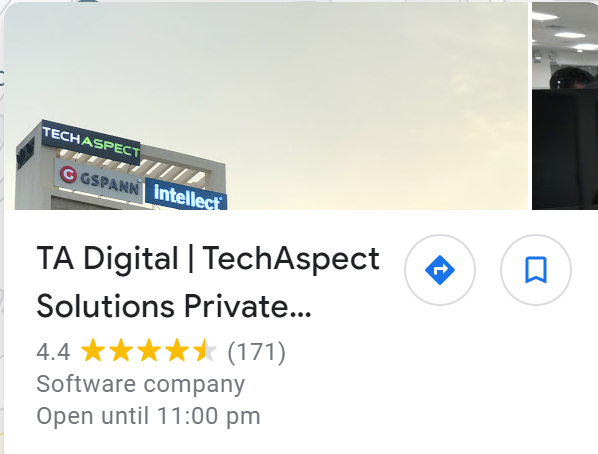 TECHASPECT
GSPANN
intellect
TA Digital | TechAspect
Solutions Private...
4.4 (171)
Software company
Open until 11:00 pm